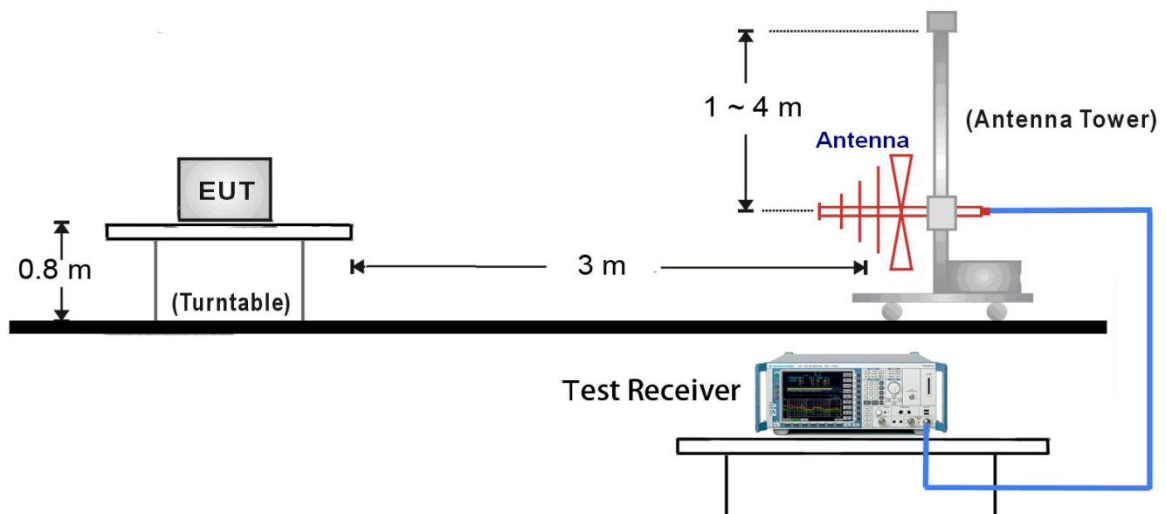 1 ~ 4 m
(Antenna Tower)
Antenna
EUT
0.8 m
3 m
(Turntable)
Test Receiver